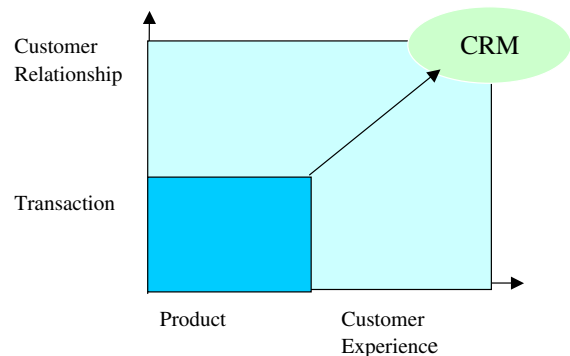 Customer
Relationship
CRM
Transaction
Product
Customer
Experience